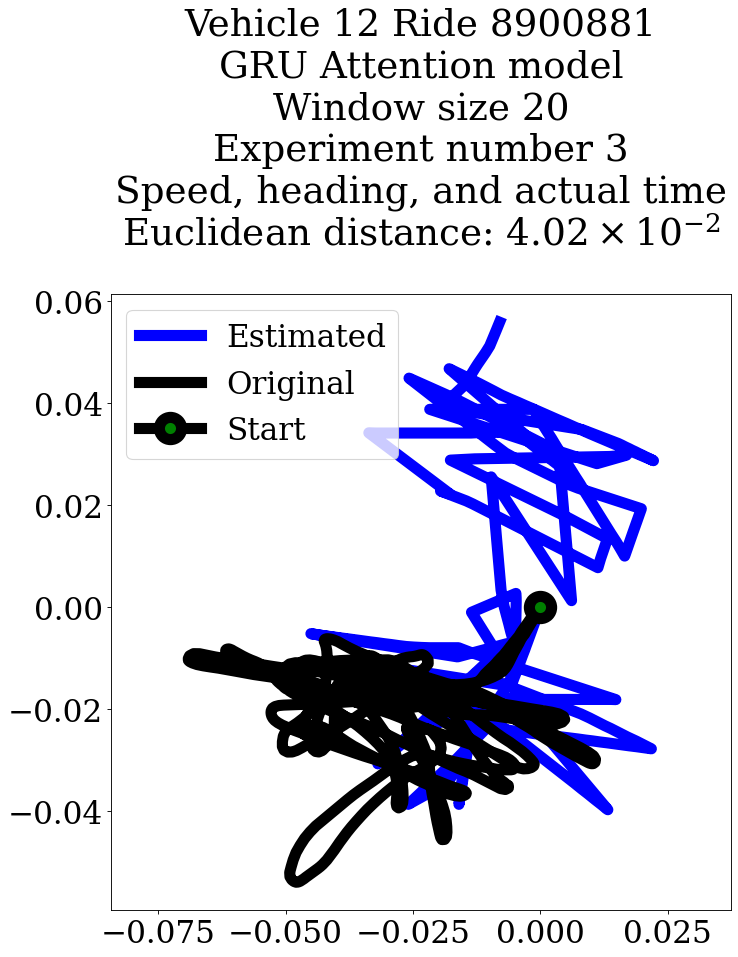 Vehicle 12 Ride 8900881
GRU Attention model
Window size 20
Experiment number 3
Speed, heading, and actual time
Euclidean distance: 4.02 × 10⁻²
Estimated
Original
Start
0.06
0.04
0.02
0.00
−0.02
−0.04
−0.075 −0.050 −0.025 0.000 0.025